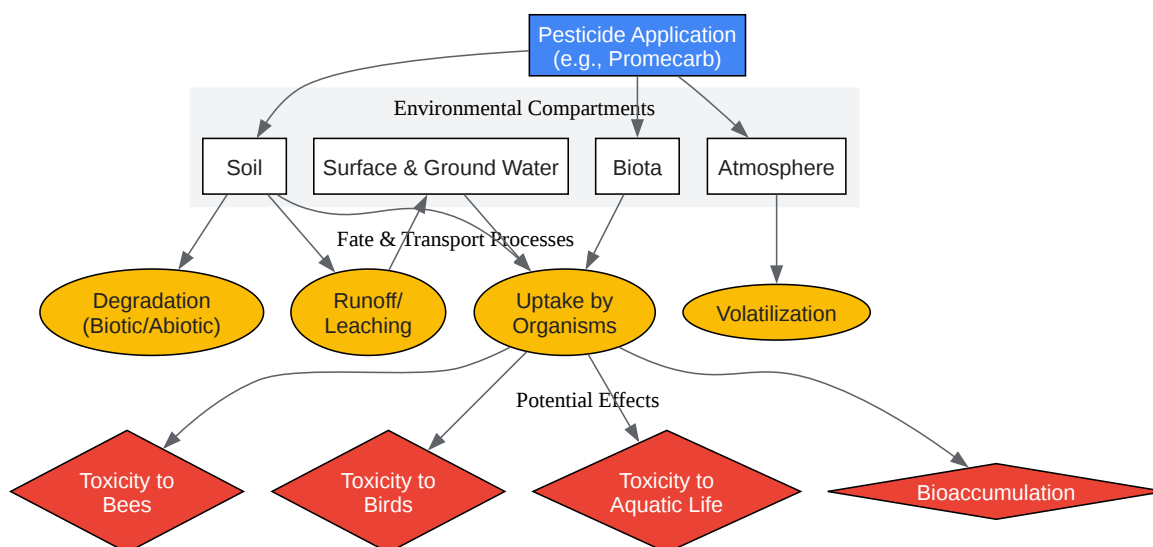 Pesticide Application
(e.g., Promecarb)
Environmental Compartments
Soil
Surface & Ground Water
Biota
Atmosphere
Fate & Transport Processes
Degradation
(Biotic/Abiotic)
Runoff/
Leaching
Uptake by
Organisms
Volatilization
Potential Effects
Toxicity to
Bees
Toxicity to
Birds
Toxicity to
Aquatic Life
Bioaccumulation